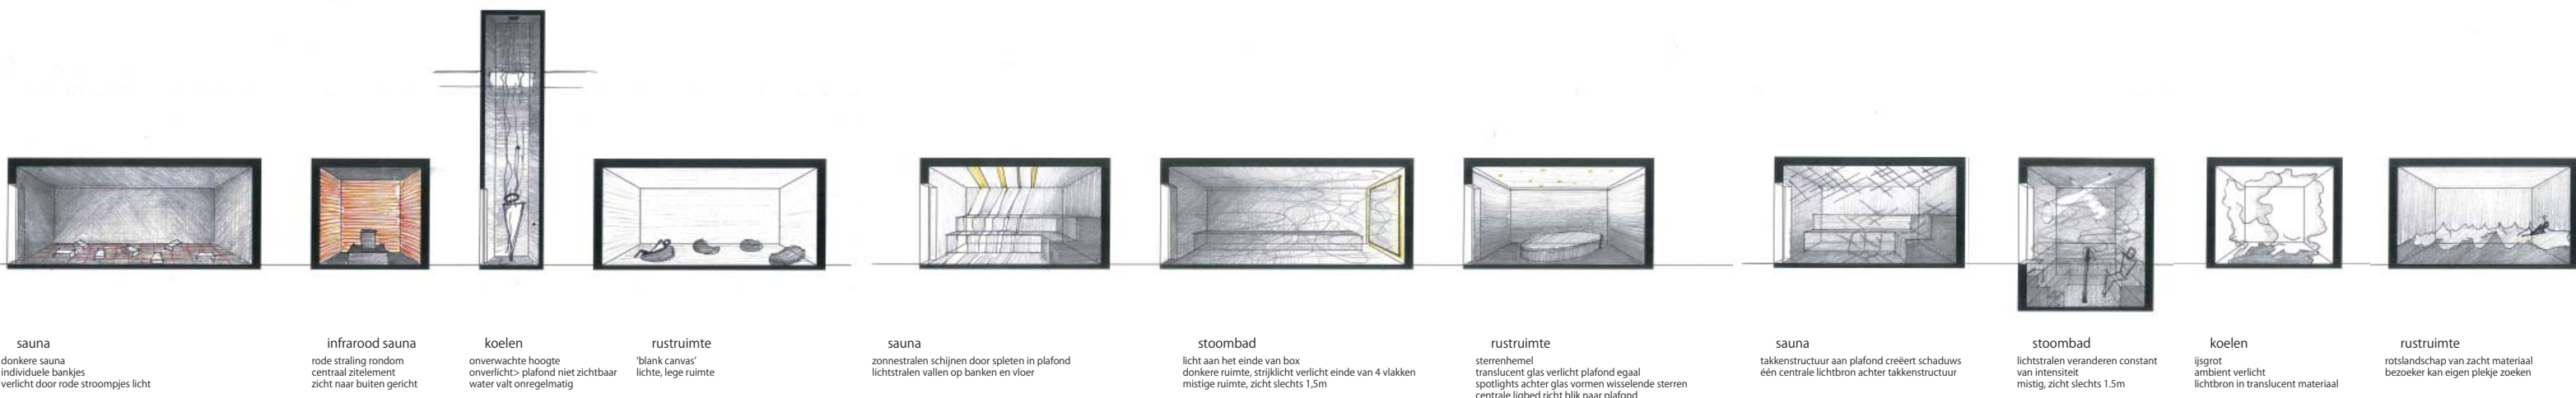 sauna
donkere sauna
individuele bankjes
verlicht door rode stroompjes licht
infrarood sauna
rode straling rondom
centraal zitelement
zicht naar buiten gericht
koelen
onverwachte hoogte
onverlicht> plafond niet zichtbaar
water valt onregelmatig
rustruimte
'blank canvas'
lichte, lege ruimte
sauna
zonnestralen schijnen door spleten in plafond
lichtstralen vallen op banken en vloer
stoombad
licht aan het einde van box
donkere ruimte, strijklicht verlicht einde van 4 vlakken
mistige ruimte, zicht slechts 1,5m
rustruimte
sterrenhemel
translucent glas verlicht plafond egaal
spotlights achter glas vormen wisselende sterren
centrale ligbed richt blik naar plafond
sauna
takkenstructuur aan plafond creëert schaduws
één centrale lichtbron achter takkenstructuur
stoombad
lichtstralen veranderen constant
van intensiteit
mistig, zicht slechts 1.5m
koelen
ijsgrot
ambient verlicht
lichtbron in translucent materiaal
rustruimte
rotslandschap van zacht materiaal
bezoeker kan eigen plekje zoeken